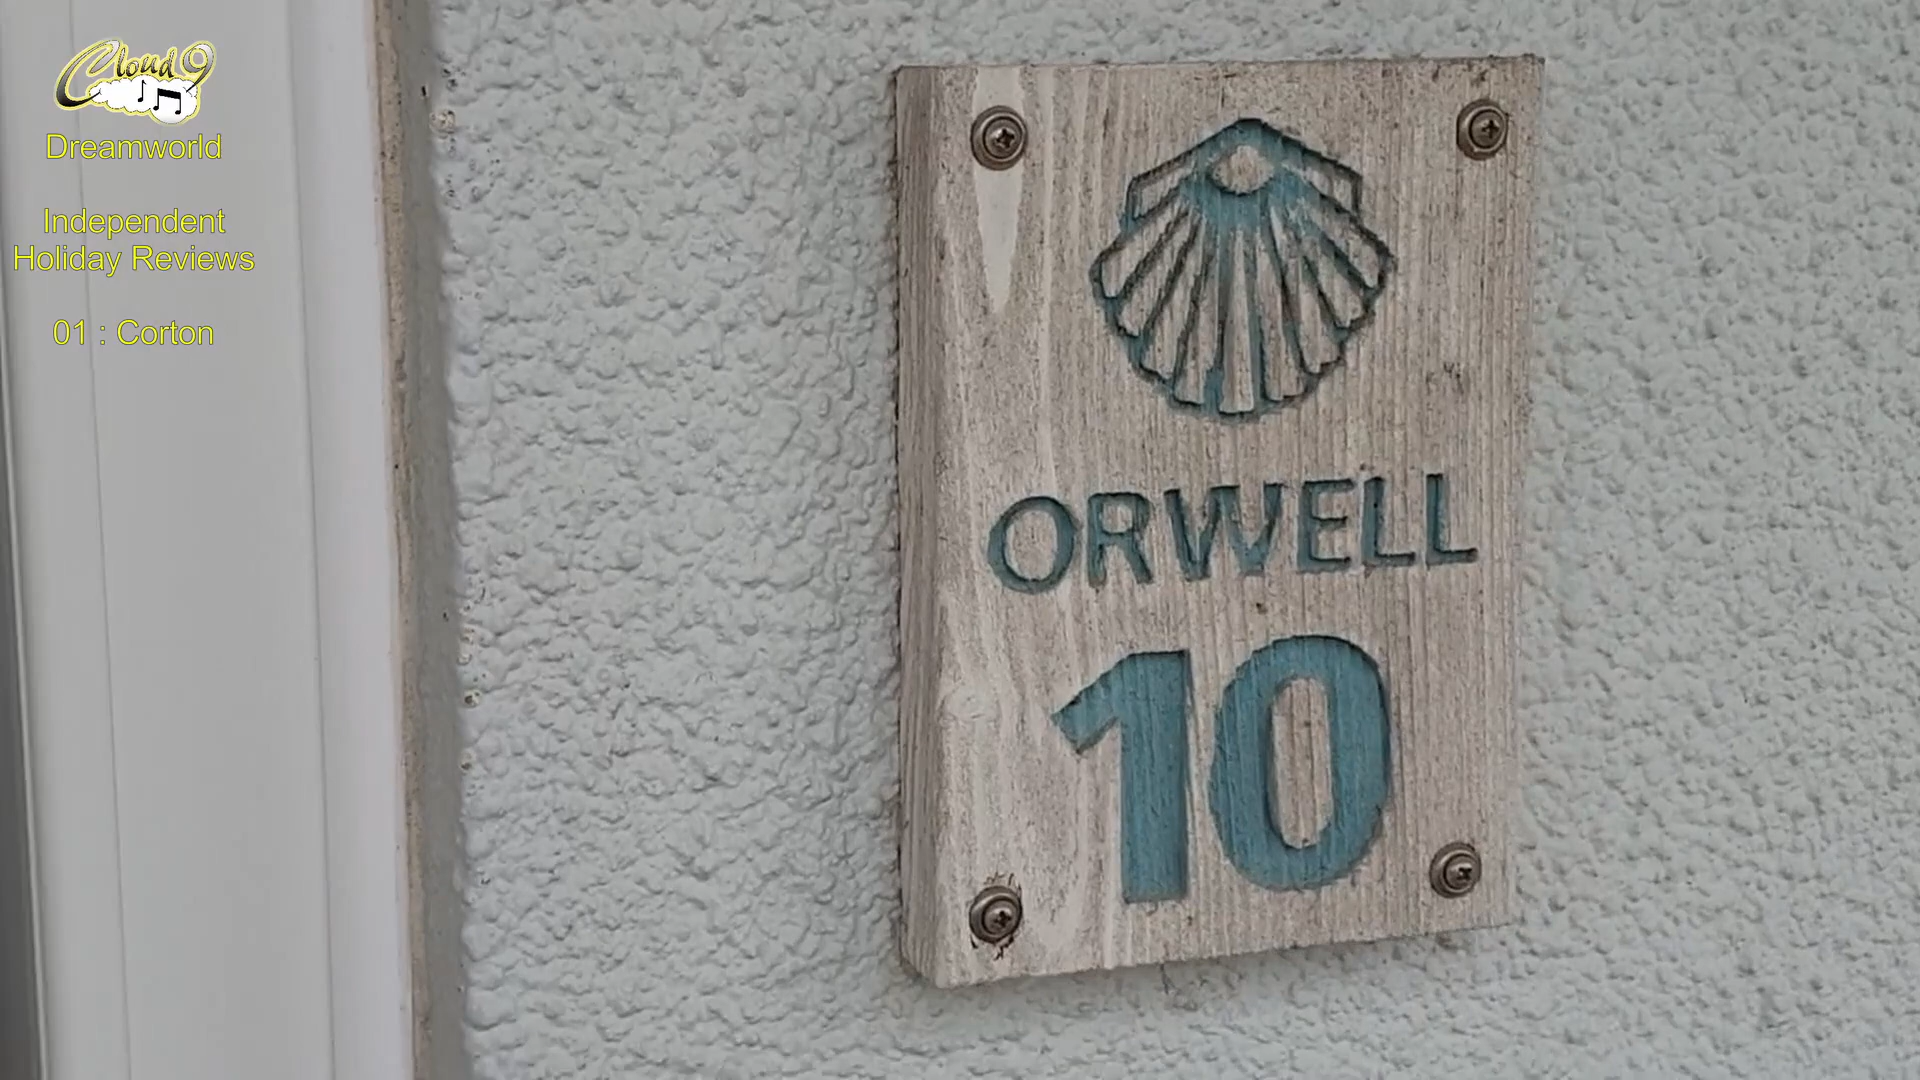 Cloud 9
Dreamworld
Independent
Holiday Reviews
01 : Corton
ORWELL
10